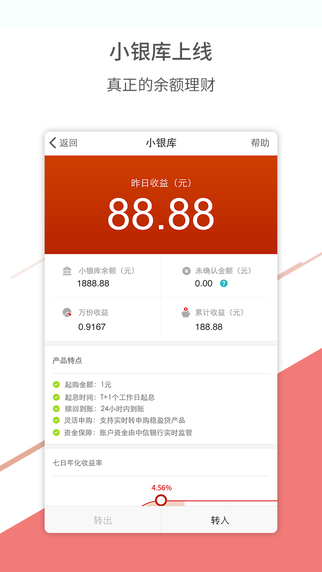 小银库上线
真正的余额理财
返回 小银库 帮助
昨日收益（元）
88.88
小银库余额（元） 未确认金额（元）
1888.88 0.00 ?
万份收益 累计收益（元）
0.9167 188.88
产品特点
起购金额：1元
起息时间：T+1个工作日起息
赎回到账：24小时内到账
灵活申购：支持实时转申购稳盈贷产品
资金保障：账户资金由中信银行实时监管
七日年化收益率
4.56%
转出 转入